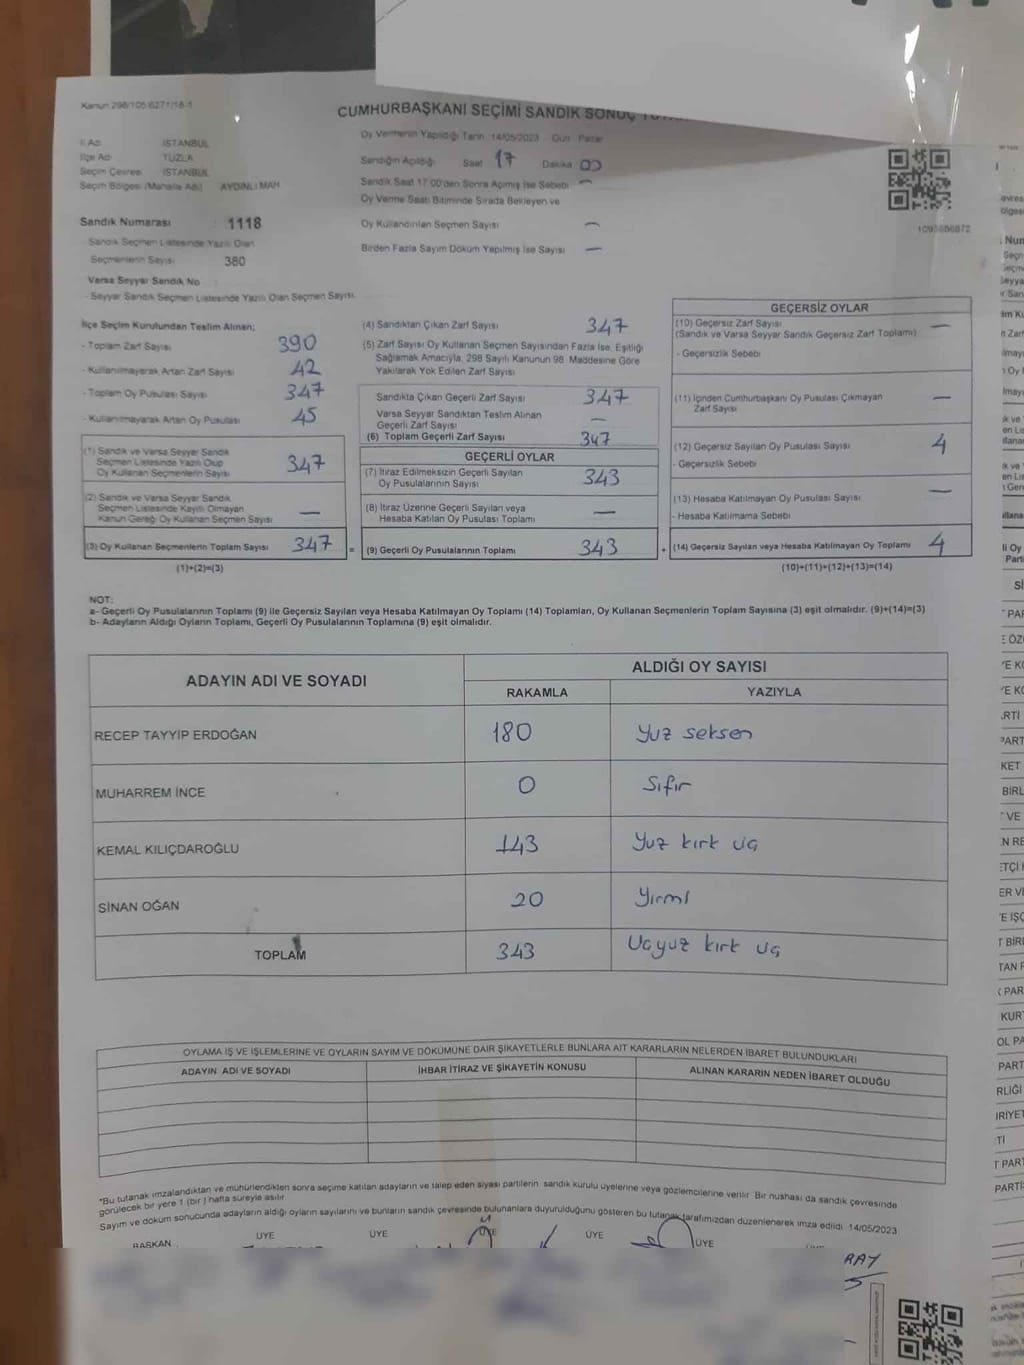 Kanun 298/105 6271/18-1
CUMHURBAŞKANI SEÇİMİ SANDIK SONUÇ
İl Adı İSTANBUL
İlçe Adı TUZLA
Seçim Çevresi İSTANBUL
Seçim Bölgesi (Mahalle Adı) AYDINLI MAH
Oy Vermenin Yapıldığı Tarih 14/05/2023 Gün Pazar
Sandığın Açıldığı Saat 17 Dakika 00
Sandık Saat 17:00'den Sonra Açımış İse Sebebi —
Oy Verme Saati Bitiminde Sırada Bekleyen ve
Oy Kullandırılan Seçmen Sayısı —
Birden Fazla Sayım Döküm Yapılmış İse Sayısı —
1095686872
Sandık Numarası 1118
- Sandık Seçmen Listesinde Yazılı Olan
Seçmenlerin Sayısı 380
Varsa Seyyar Sandık No
- Seyyar Sandık Seçmen Listesinde Yazılı Olan Seçmen Sayısı
İlçe Seçim Kurulundan Teslim Alınan;
- Toplam Zarf Sayısı 390
- Kullanılmayarak Artan Zarf Sayısı 42
- Toplam Oy Pusulası Sayısı 347
- Kullanılmayarak Artan Oy Pusulası 45
(1) Sandık ve Varsa Seyyar Sandık
Seçmen Listesinde Yazılı Olup
Oy Kullanan Seçmenlerin Sayısı 347
(2) Sandık ve Varsa Seyyar Sandık
Seçmen Listesinde Kayıtlı Olmayan
Kanun Gereği Oy Kullanan Seçmen Sayısı —
(3) Oy Kullanan Seçmenlerin Toplam Sayısı 347 =
(1)+(2)=(3)
(4) Sandıktan Çıkan Zarf Sayısı 347
(5) Zarf Sayısı Oy Kullanan Seçmen Sayısından Fazla İse, Eşitliği
Sağlamak Amacıyla, 298 Sayılı Kanunun 98. Maddesine Göre
Yakılarak Yok Edilen Zarf Sayısı
Sandıkta Çıkan Geçerli Zarf Sayısı 347
Varsa Seyyar Sandıktan Teslim Alınan
Geçerli Zarf Sayısı —
(6) Toplam Geçerli Zarf Sayısı 347
GEÇERLİ OYLAR
(7) İtiraz Edilmeksizin Geçerli Sayılan
Oy Pusulalarının Sayısı 343
(8) İtiraz Üzerine Geçerli Sayılan veya
Hesaba Katılan Oy Pusulası Toplamı —
(9) Geçerli Oy Pusulalarının Toplamı 343 +
GEÇERSİZ OYLAR
(10) Geçersiz Zarf Sayısı
(Sandık ve Varsa Seyyar Sandık Geçersiz Zarf Toplamı) —
- Geçersizlik Sebebi
(11) İçinden Cumhurbaşkanı Oy Pusulası Çıkmayan
Zarf Sayısı —
(12) Geçersiz Sayılan Oy Pusulası Sayısı 4
- Geçersizlik Sebebi
(13) Hesaba Katılmayan Oy Pusulası Sayısı —
- Hesaba Katılmama Sebebi
(14) Geçersiz Sayılan veya Hesaba Katılmayan Oy Toplamı 4
(10)+(11)+(12)+(13)=(14)
NOT:
a- Geçerli Oy Pusulalarının Toplamı (9) ile Geçersiz Sayılan veya Hesaba Katılmayan Oy Toplamı (14) Toplamları, Oy Kullanan Seçmenlerin Toplam Sayısına (3) eşit olmalıdır. (9)+(14)=(3)
b- Adayların Aldığı Oyların Toplamı, Geçerli Oy Pusulalarının Toplamına (9) eşit olmalıdır.
ADAYIN ADI VE SOYADI ALDIĞI OY SAYISI
RAKAMLA YAZIYLA
RECEP TAYYİP ERDOĞAN 180 Yuz seksen
MUHARREM İNCE 0 Sıfır
KEMAL KILIÇDAROĞLU 143 Yuz kırk üç
SİNAN OĞAN 20 Yirmi
TOPLAM 343 Uçyuz kırk üç
OYLAMA İŞ VE İŞLEMLERİNE VE OYLARIN SAYIM VE DÖKÜMÜNE DAİR ŞİKAYETLERLE BUNLARA AİT KARARLARIN NELERDEN İBARET BULUNDUKLARI
ADAYIN ADI VE SOYADI İHBAR İTİRAZ VE ŞİKAYETİN KONUSU ALINAN KARARIN NEDEN İBARET OLDUĞU
*Bu tutanak imzalandıktan ve mühürlendikten sonra seçime katılan adayların ve talep eden siyasi partilerin sandık kurulu üyelerine veya gözlemcilerine verilir. Bir nüshası da sandık çevresinde
görülecek bir yere 1 (bir) hafta süreyle asılır.
Sayım ve döküm sonucunda adayların aldığı oyların sayılarını ve bunların sandık çevresinde bulunanlara duyurulduğunu gösteren bu tutanak tarafımızdan düzenlenerek imza edildi. 14/05/2023
BAŞKAN ÜYE ÜYE ÜYE ÜYE ÜYE